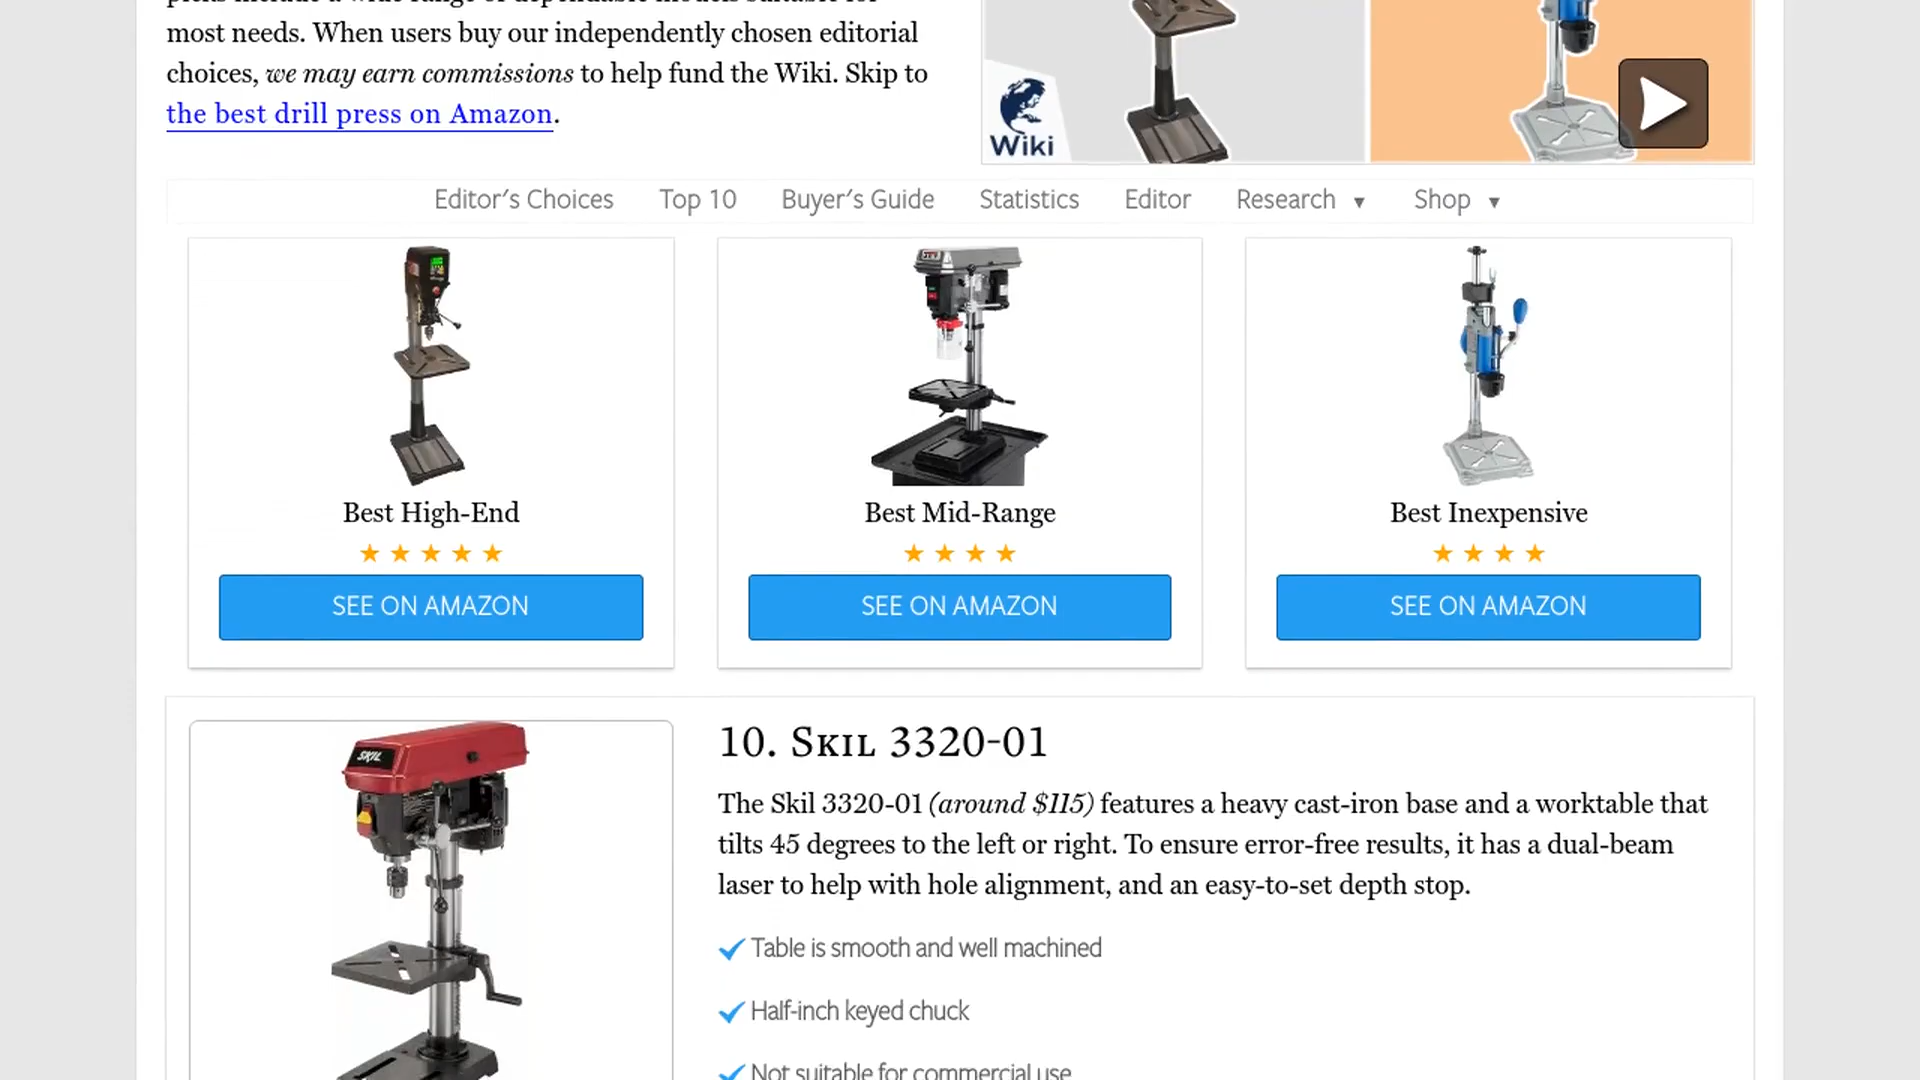 most needs. When users buy our independently chosen editorial
choices, we may earn commissions to help fund the Wiki. Skip to
the best drill press on Amazon.
Wiki
Editor's Choices Top 10 Buyer's Guide Statistics Editor Research ▼ Shop ▼
Best High-End
Best Mid-Range
Best Inexpensive
SEE ON AMAZON
SEE ON AMAZON
SEE ON AMAZON
SKIL
10. Skil 3320-01
The Skil 3320-01 (around $115) features a heavy cast-iron base and a worktable that
tilts 45 degrees to the left or right. To ensure error-free results, it has a dual-beam
laser to help with hole alignment, and an easy-to-set depth stop.
Table is smooth and well machined
Half-inch keyed chuck
Not suitable for commercial use